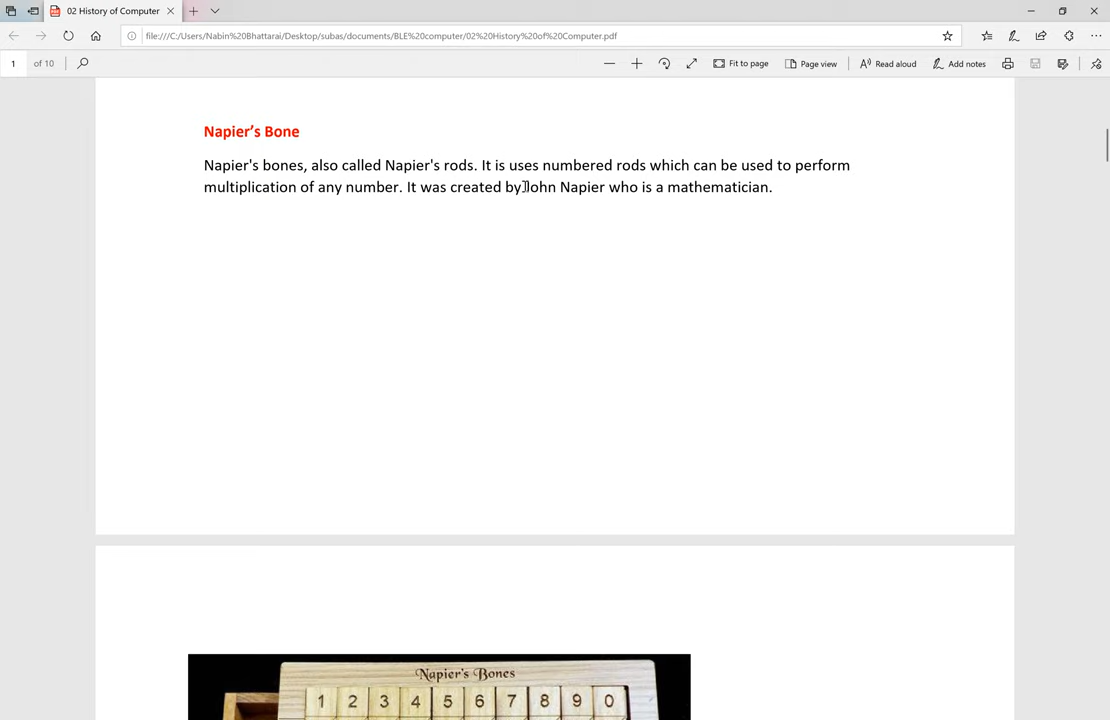 02 History of Computer
file:///C:/Users/Nabin%20Bhattarai/Desktop/subas/documents/BLE%20computer/02%20History%20of%20Computer.pdf
1 of 10 Fit to page Page view Read aloud Add notes
Napier's Bone
Napier's bones, also called Napier's rods. It is uses numbered rods which can be used to perform
multiplication of any number. It was created by John Napier who is a mathematician.
Napier's Bones
1 2 3 4 5 6 7 8 9 0